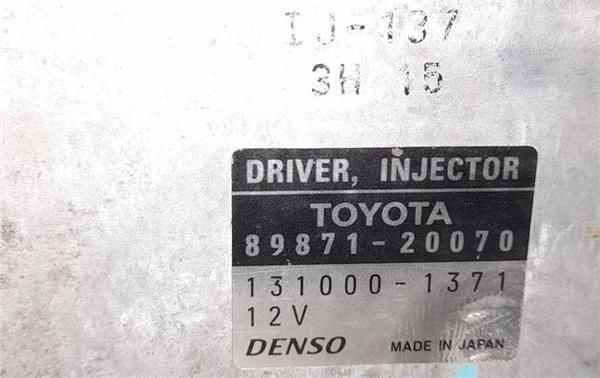 IJ-137
3H 15
DRIVER, INJECTOR
TOYOTA
89871-20070
131000-1371
12V
DENSO MADE IN JAPAN